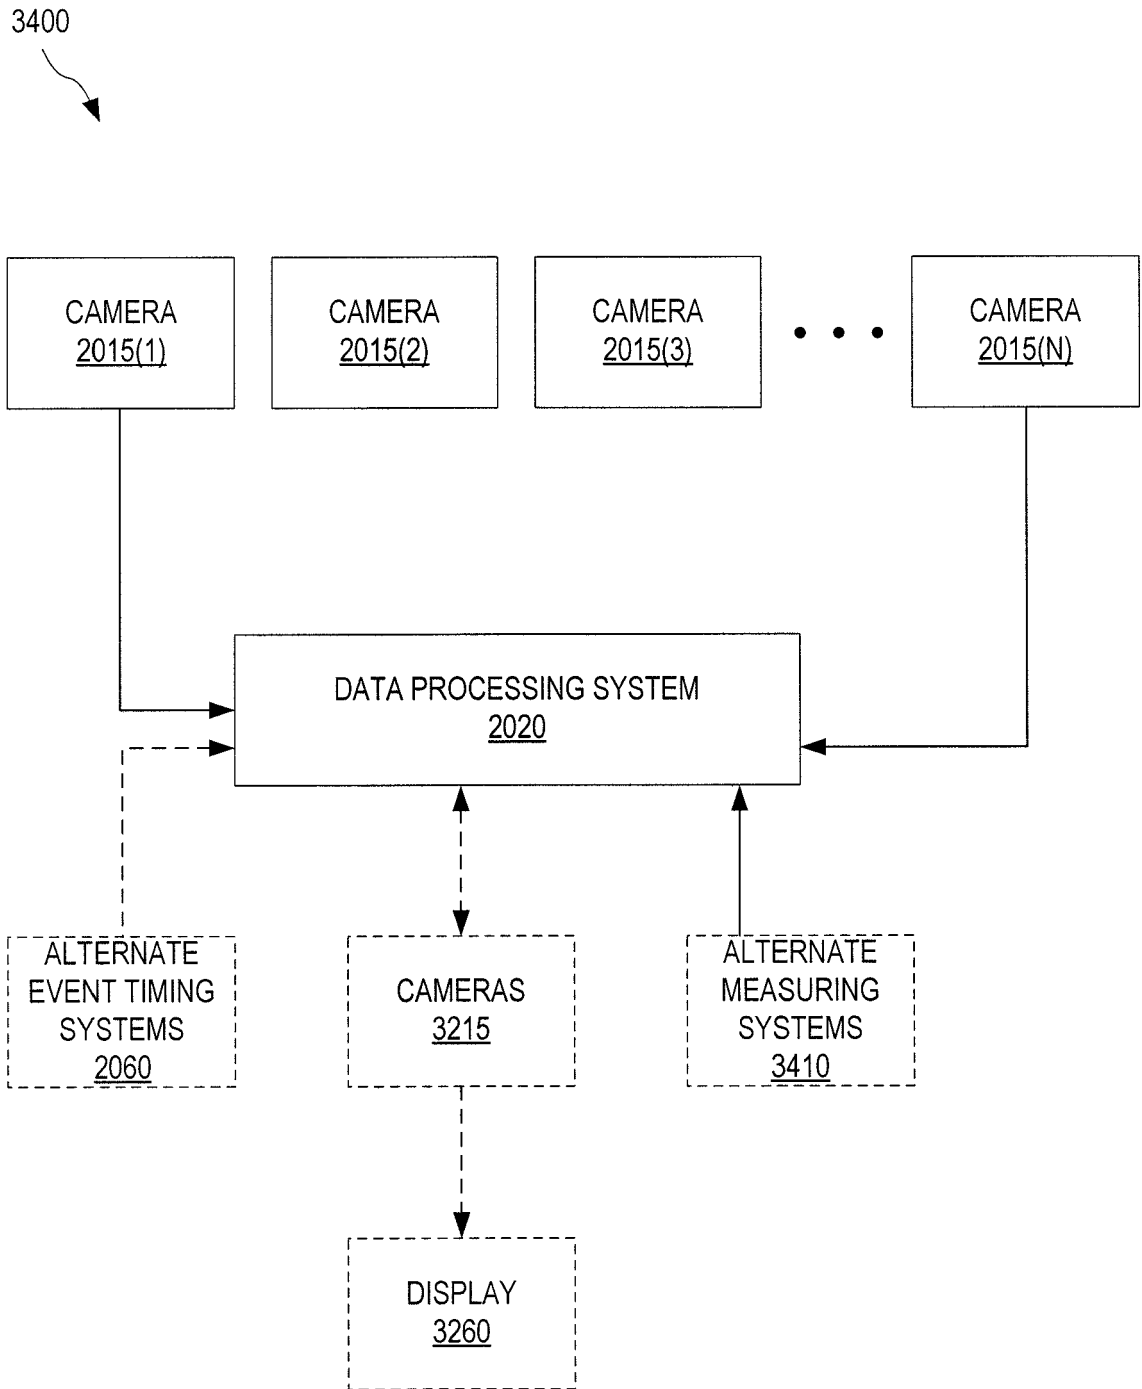 3400
CAMERA
2015(1)
CAMERA
2015(2)
CAMERA
2015(3)
CAMERA
2015(N)
DATA PROCESSING SYSTEM
2020
ALTERNATE
EVENT TIMING
SYSTEMS
2060
CAMERAS
3215
ALTERNATE
MEASURING
SYSTEMS
3410
DISPLAY
3260